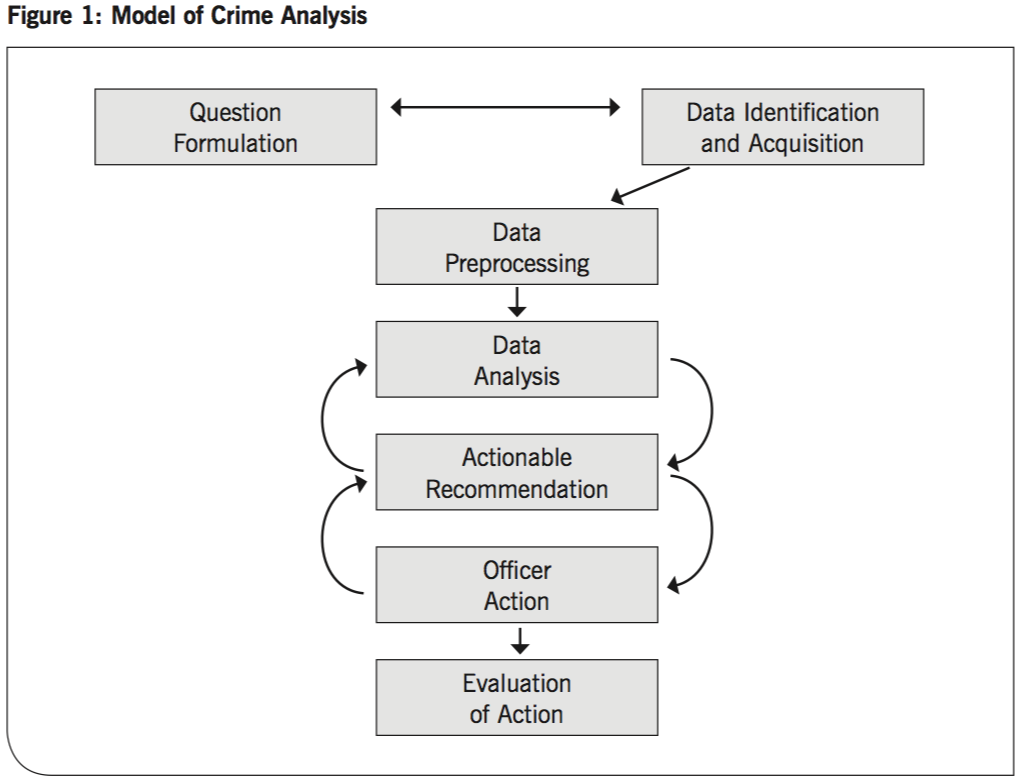 Figure 1: Model of Crime Analysis
Question
Formulation
Data Identification
and Acquisition
Data
Preprocessing
Data
Analysis
Actionable
Recommendation
Officer
Action
Evaluation
of Action